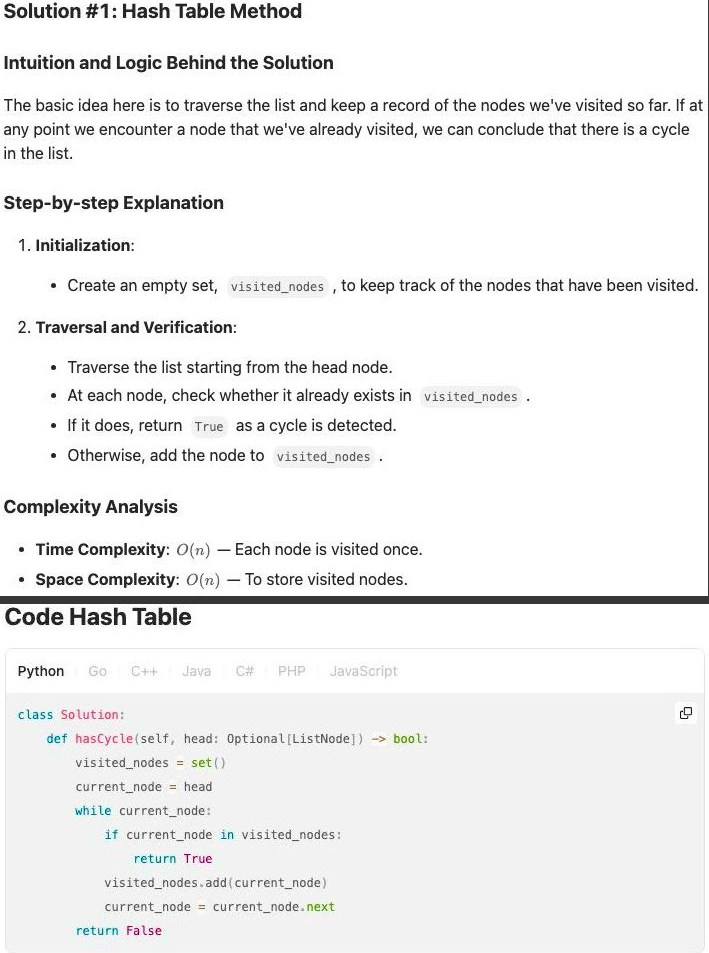 Solution #1: Hash Table Method
Intuition and Logic Behind the Solution
The basic idea here is to traverse the list and keep a record of the nodes we've visited so far. If at
any point we encounter a node that we've already visited, we can conclude that there is a cycle
in the list.
Step-by-step Explanation
1. Initialization:
• Create an empty set, visited_nodes , to keep track of the nodes that have been visited.
2. Traversal and Verification:
• Traverse the list starting from the head node.
• At each node, check whether it already exists in visited_nodes .
• If it does, return True as a cycle is detected.
• Otherwise, add the node to visited_nodes .
Complexity Analysis
• Time Complexity: O(n) — Each node is visited once.
• Space Complexity: O(n) — To store visited nodes.
Code Hash Table
Python Go C++ Java C# PHP JavaScript
class Solution:
    def hasCycle(self, head: Optional[ListNode]) -> bool:
        visited_nodes = set()
        current_node = head
        while current_node:
            if current_node in visited_nodes:
                return True
            visited_nodes.add(current_node)
            current_node = current_node.next
        return False